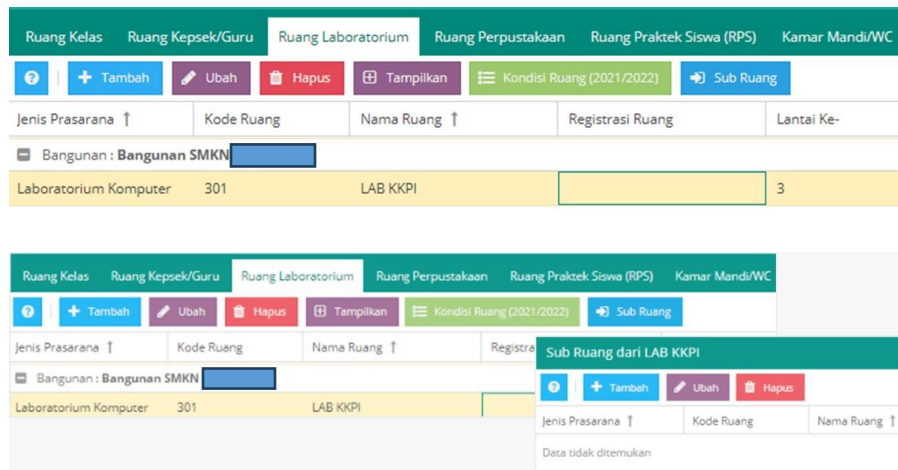 Ruang Kelas Ruang Kepsek/Guru Ruang Laboratorium Ruang Perpustakaan Ruang Praktek Siswa (RPS) Kamar Mandi/WC
Tambah Ubah Hapus Tampilkan Kondisi Ruang (2021/2022) Sub Ruang
Jenis Prasarana Kode Ruang Nama Ruang Registrasi Ruang Lantai Ke-
Bangunan : Bangunan SMKN
Laboratorium Komputer 301 LAB KKPI 3
Ruang Kelas Ruang Kepsek/Guru Ruang Laboratorium Ruang Perpustakaan Ruang Praktek Siswa (RPS) Kamar Mandi/WC
Tambah Ubah Hapus Tampilkan Kondisi Ruang (2021/2022) Sub Ruang
Jenis Prasarana Kode Ruang Nama Ruang Registra
Bangunan : Bangunan SMKN
Laboratorium Komputer 301 LAB KKPI
Sub Ruang dari LAB KKPI
Tambah Ubah Hapus
Jenis Prasarana Kode Ruang Nama Ruang
Data tidak ditemukan